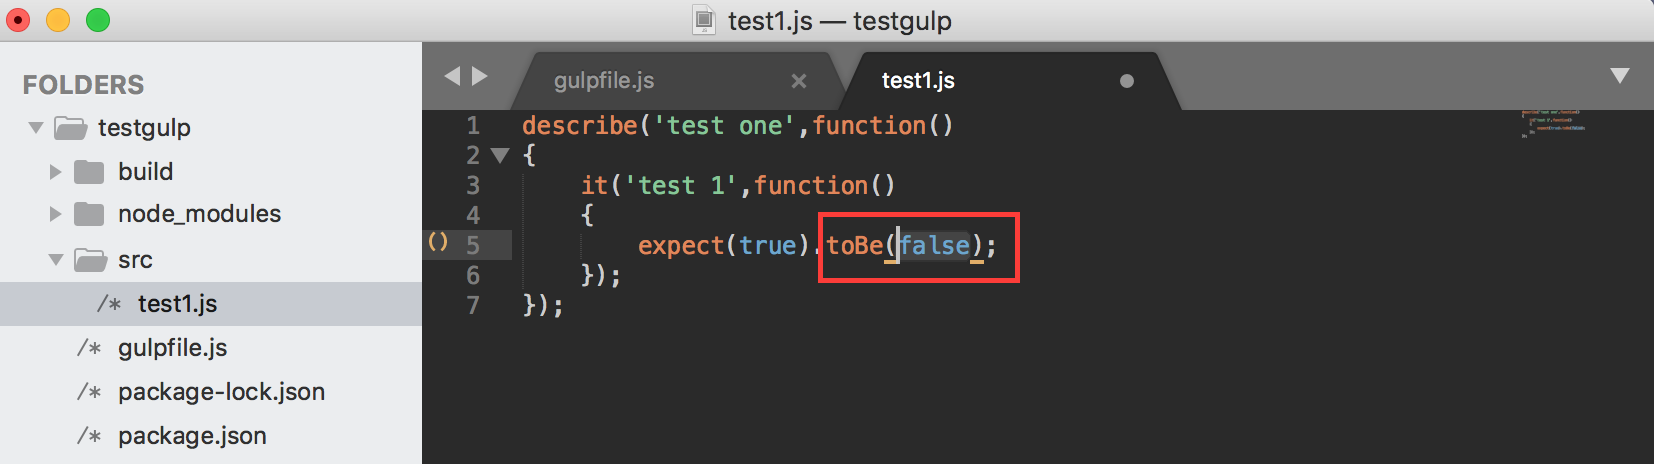 test1.js — testgulp
FOLDERS
testgulp
build
node_modules
src
/* test1.js
/* gulpfile.js
/* package-lock.json
/* package.json
gulpfile.js
test1.js
1 describe('test one',function()
2 {
3     it('test 1',function()
4     {
() 5         expect(true).toBe(false);
6     });
7 });